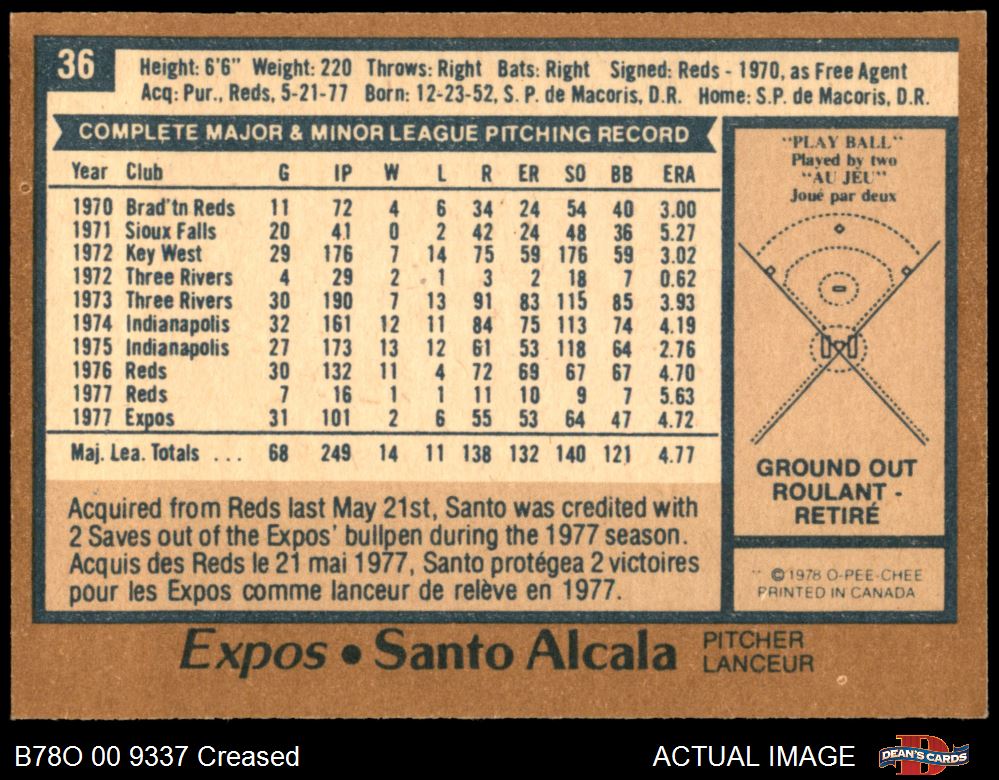 36
Height: 6'6" Weight: 220 Throws: Right Bats: Right Signed: Reds - 1970, as Free Agent
Acq: Pur., Reds, 5-21-77 Born: 12-23-52, S. P. de Macoris, D.R. Home: S.P. de Macoris, D.R.
COMPLETE MAJOR & MINOR LEAGUE PITCHING RECORD
Year Club G IP W L R ER SO BB ERA
1970 Brad'tn Reds 11 72 4 6 34 24 54 40 3.00
1971 Sioux Falls 20 41 0 2 42 24 48 36 5.27
1972 Key West 29 176 7 14 75 59 176 59 3.02
1972 Three Rivers 4 29 2 1 3 2 18 7 0.62
1973 Three Rivers 30 190 7 13 91 83 115 85 3.93
1974 Indianapolis 32 161 12 11 84 75 113 74 4.19
1975 Indianapolis 27 173 13 12 61 53 118 64 2.76
1976 Reds 30 132 11 4 72 69 67 67 4.70
1977 Reds 7 16 1 1 11 10 9 7 5.63
1977 Expos 31 101 2 6 55 53 64 47 4.72
Maj. Lea. Totals ... 68 249 14 11 138 132 140 121 4.77
Acquired from Reds last May 21st, Santo was credited with
2 Saves out of the Expos' bullpen during the 1977 season.
Acquis des Reds le 21 mai 1977, Santo protégea 2 victoires
pour les Expos comme lanceur de relève en 1977.
"PLAY BALL"
Played by two
"AU JEU"
Joué par deux
GROUND OUT
ROULANT -
RETIRÉ
© 1978 O-PEE-CHEE
PRINTED IN CANADA
Expos • Santo Alcala PITCHER
LANCEUR
B78O 00 9337 Creased
ACTUAL IMAGE
DEAN'S CARDS